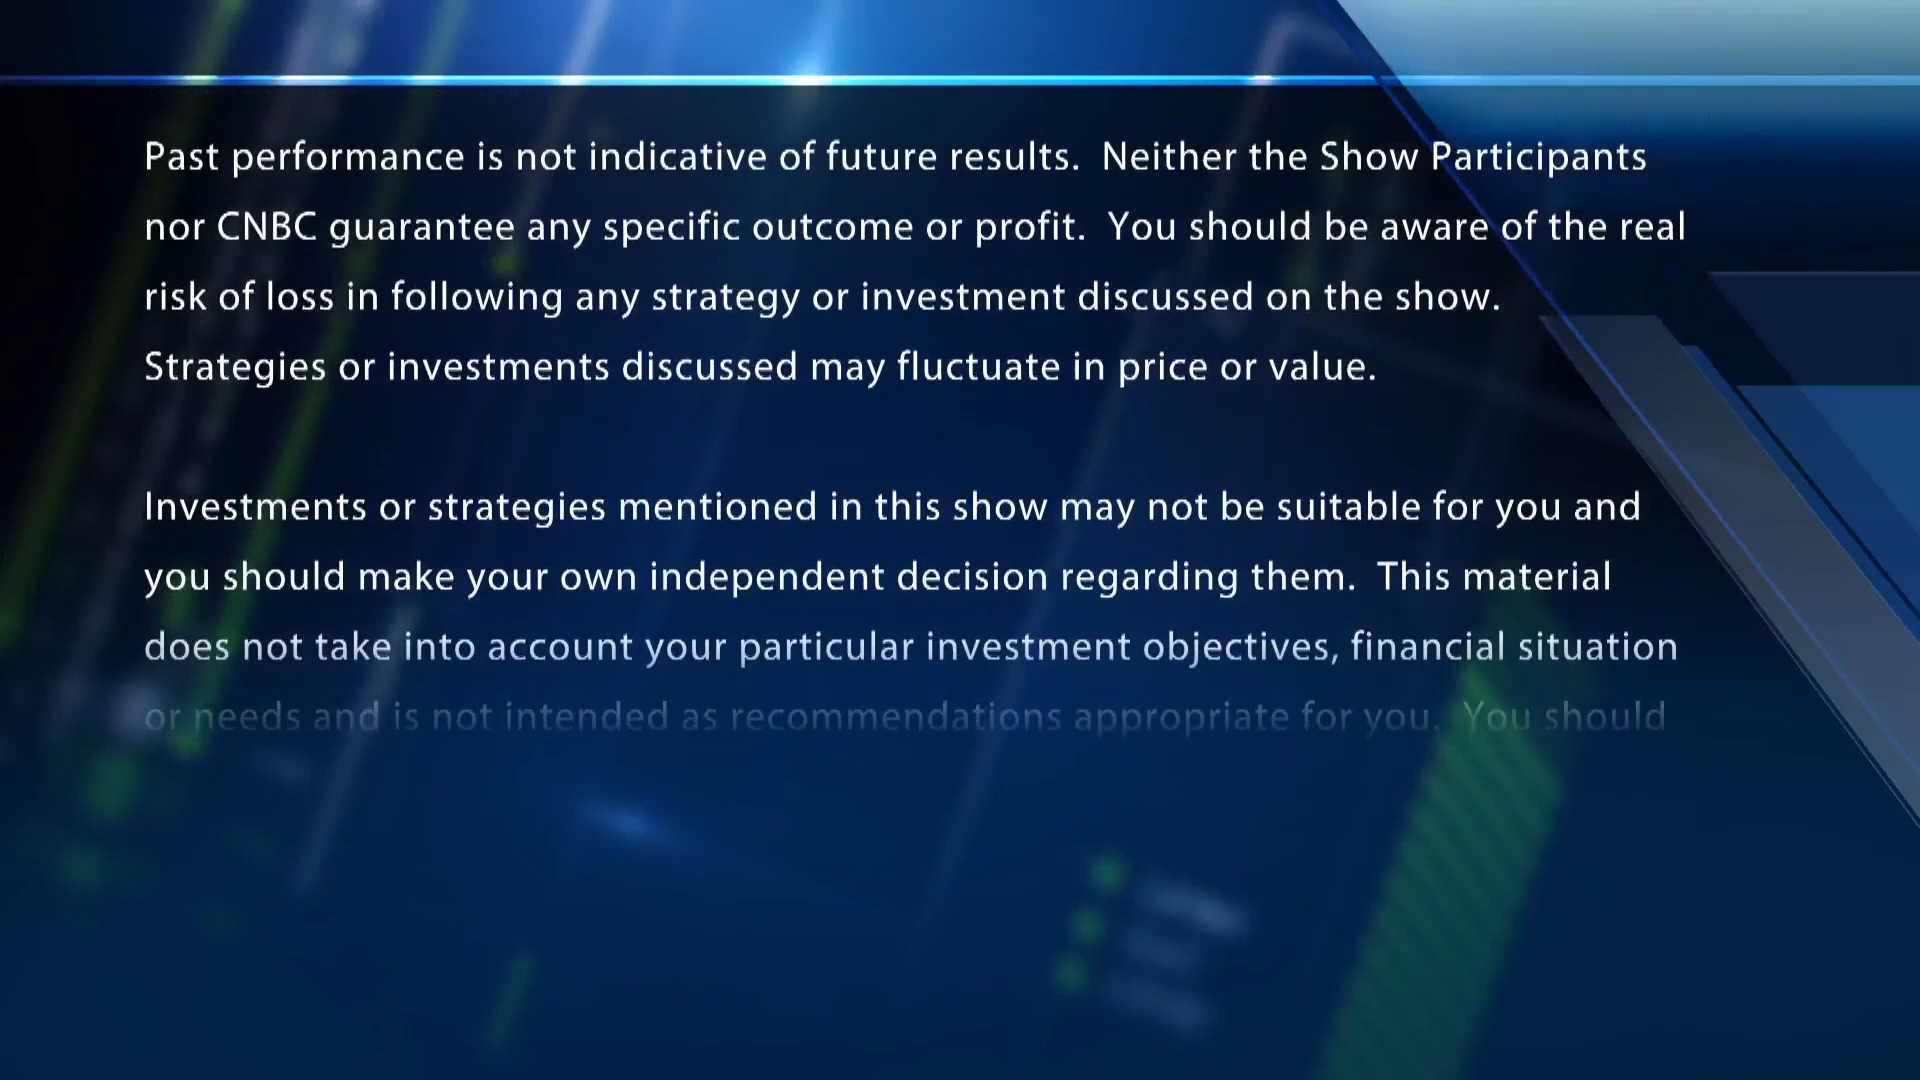 Past performance is not indicative of future results.  Neither the Show Participants
nor CNBC guarantee any specific outcome or profit.  You should be aware of the real
risk of loss in following any strategy or investment discussed on the show.
Strategies or investments discussed may fluctuate in price or value.
Investments or strategies mentioned in this show may not be suitable for you and
you should make your own independent decision regarding them.  This material
does not take into account your particular investment objectives, financial situation
or needs and is not intended as recommendations appropriate for you.  You should